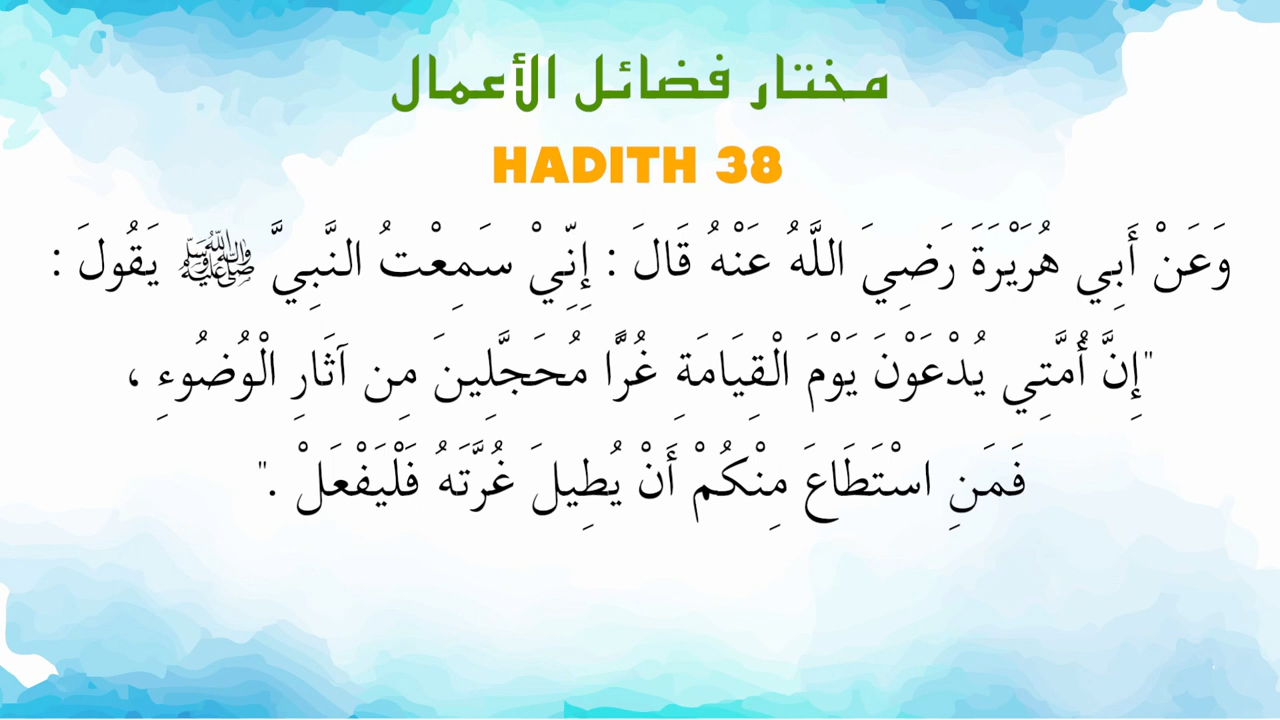 مختار فضائل الأعمال
HADITH 38
وَعَنْ أَبِي هُرَيْرَةَ رَضِيَ اللَّهُ عَنْهُ قَالَ : إِنِّيْ سَمِعْتُ النَّبِيَّ ﷺ يَقُولَ :
"إِنَّ أُمَّتِي يُدْعَوْنَ يَوْمَ الْقِيَامَةِ غُرًّا مُحَجَّلِينَ مِن آثَارِ الْوُضُوءِ ،
فَمَنِ اسْتَطَاعَ مِنْكُمْ أَنْ يُطِيلَ غُرَّتَهُ فَلْيَفْعَلْ ."